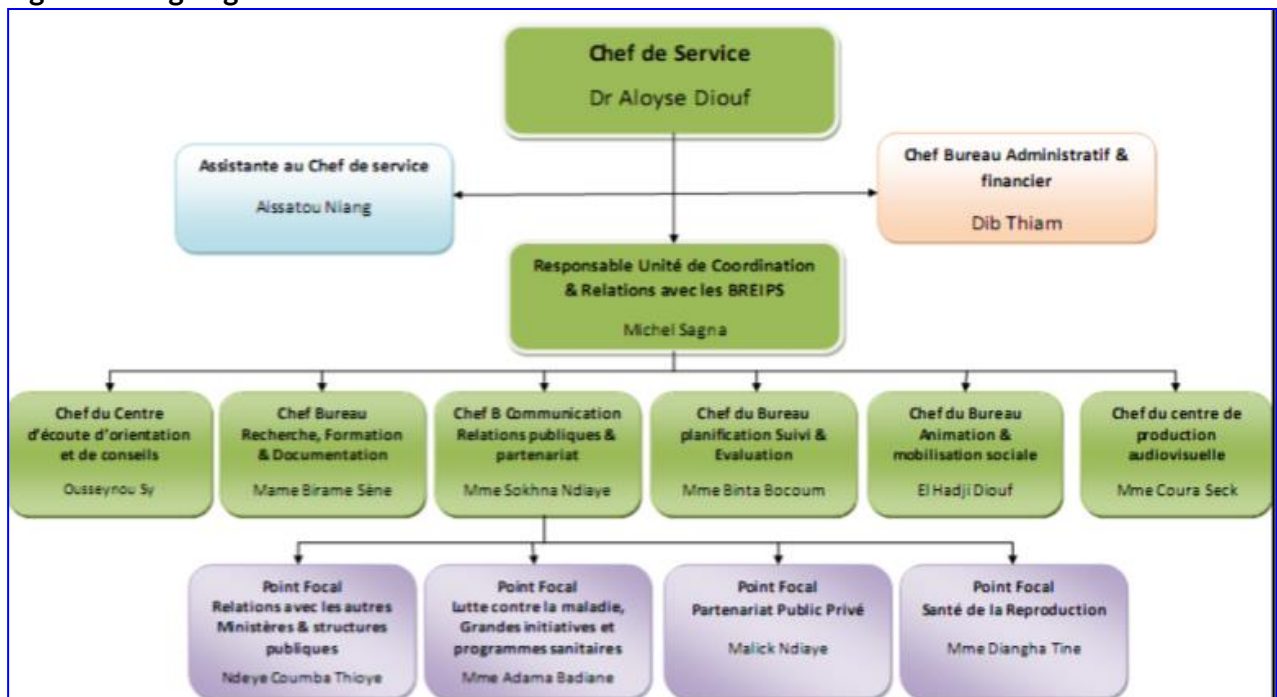 Chef de Service
Dr Aloyse Diouf
Assistante au Chef de service
Aissatou Niang
Chef Bureau Administratif &
financier
Dib Thiam
Responsable Unité de Coordination
& Relations avec les BREIPS
Michel Sagna
Chef du Centre
d'écoute d'orientation
et de conseils
Ousseynou Sy
Chef Bureau
Recherche, Formation
& Documentation
Mame Birame Sène
Chef B Communication
Relations publiques &
partenariat
Mme Sokhna Ndiaye
Chef du Bureau
planification Suivi &
Evaluation
Mme Binta Bocoum
Chef du Bureau
Animation &
mobilisation sociale
El Hadji Diouf
Chef du centre de
production
audiovisuelle
Mme Coura Seck
Point Focal
Relations avec les autres
Ministères & structures
publiques
Ndeye Coumba Thioye
Point Focal
Lutte contre la maladie,
Grandes initiatives et
programmes sanitaires
Mme Adama Badiane
Point Focal
Partenariat Public Privé
Malick Ndiaye
Point Focal
Santé de la Reproduction
Mme Diangha Tine